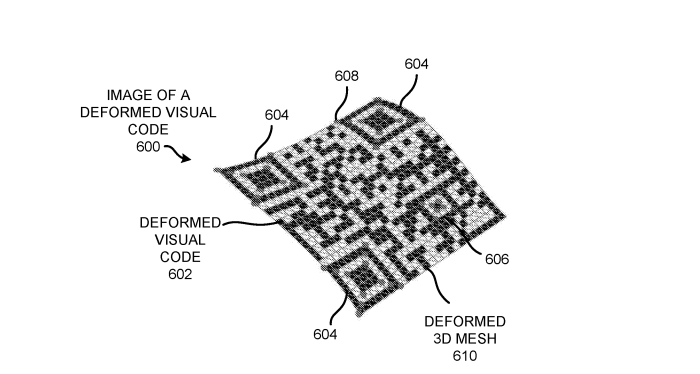 IMAGE OF A
DEFORMED VISUAL
CODE
600
604
608
604
DEFORMED
VISUAL
CODE
602
606
604
DEFORMED
3D MESH
610